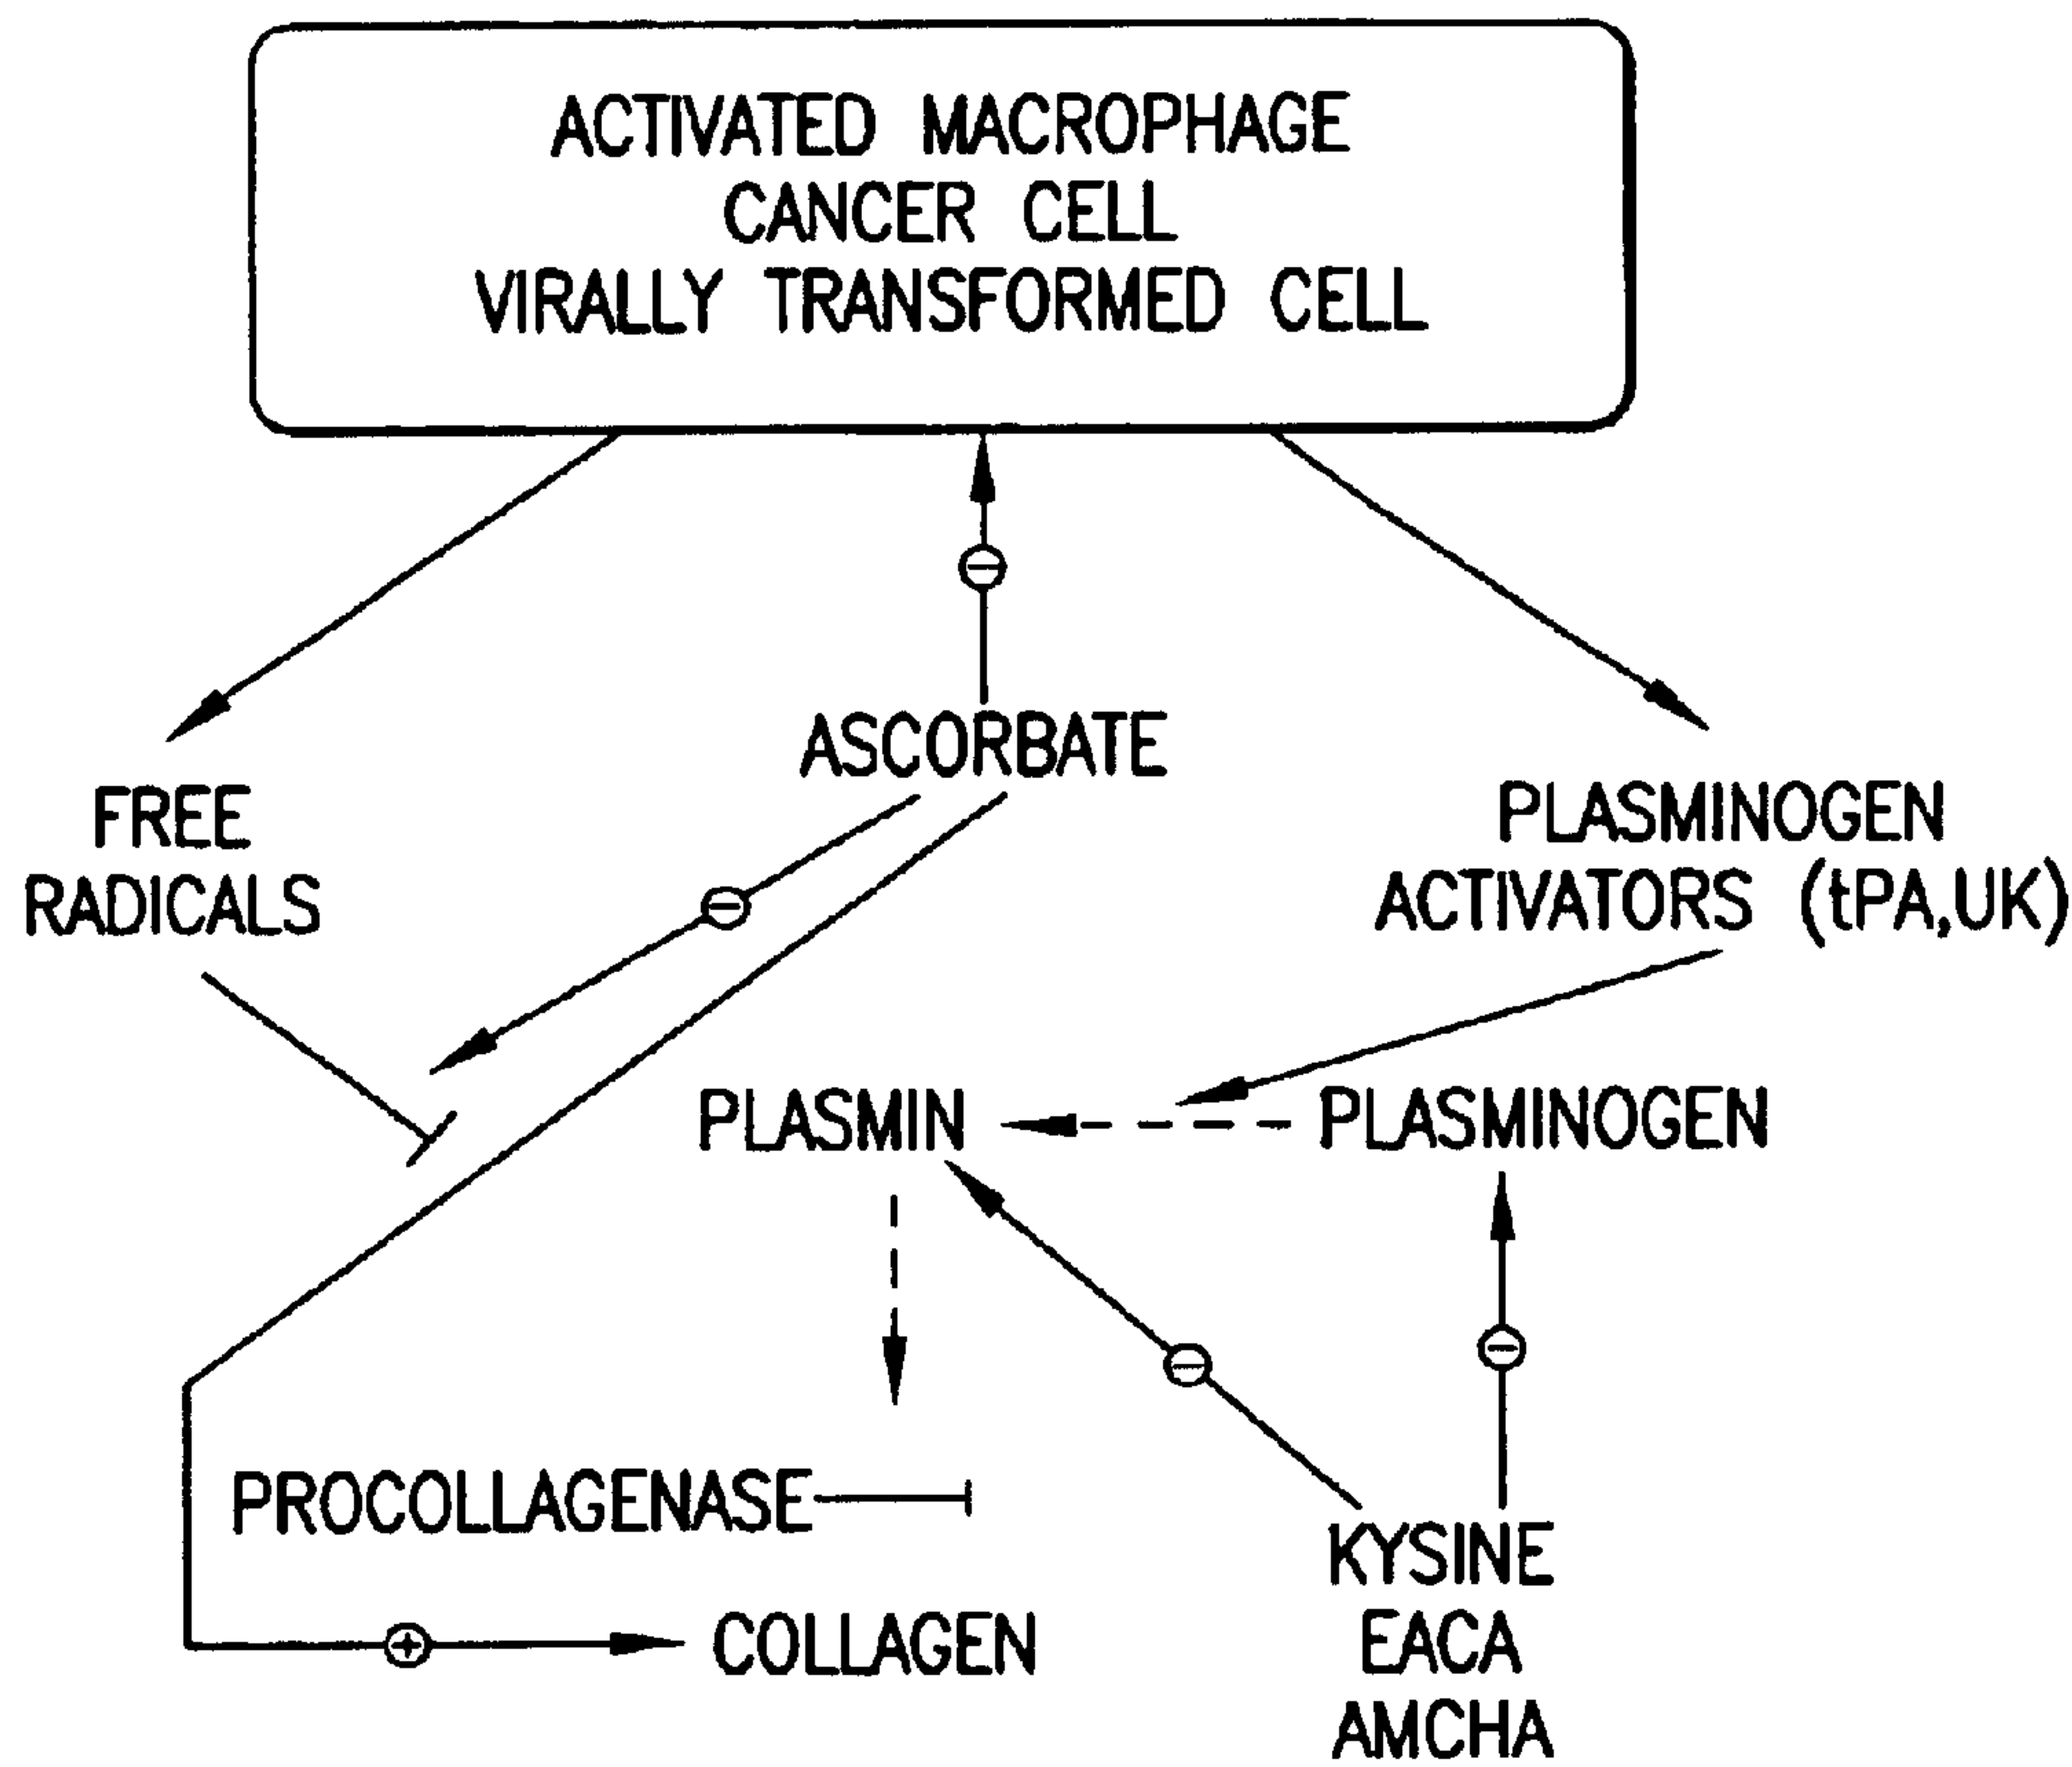 ACTIVATED MACROPHAGE
CANCER CELL
VIRALLY TRANSFORMED CELL
ASCORBATE
FREE
RADICALS
PLASMINOGEN
ACTIVATORS (tPA,UK)
PLASMIN
PLASMINOGEN
PROCOLLAGENASE
COLLAGEN
KYSINE
EACA
AMCHA